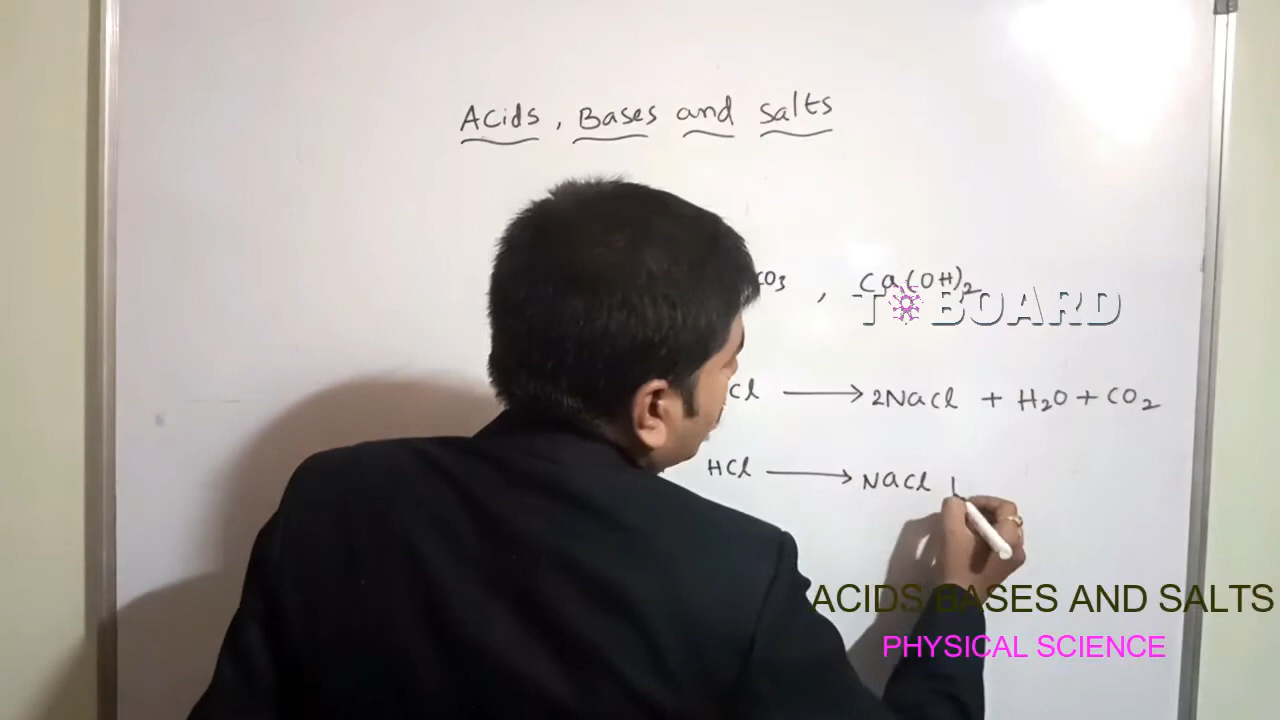 Acids, Bases and Salts
CO3 , Ca(OH)2
T BOARD
Cl ⟶ 2NaCl + H2O + CO2
HCl ⟶ NaCl
ACIDS BASES AND SALTS
PHYSICAL SCIENCE